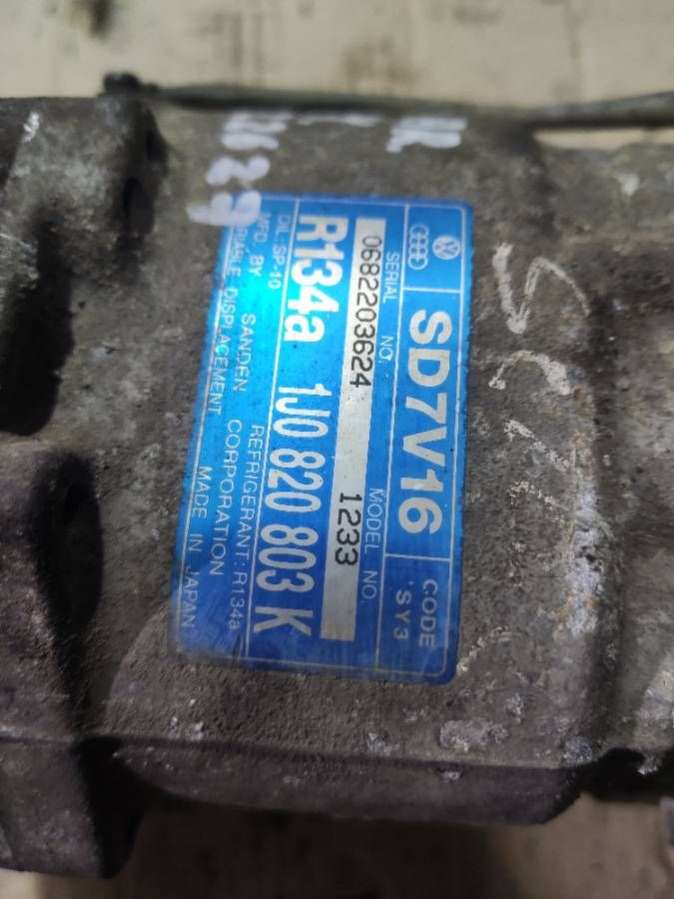 SD7V16
CODE
'SY3
SERIAL NO.
MODEL NO.
0682203624
1233
R134a 1J0 820 803 K
OIL:SP-10
REFRIGERANT:R134a
MFD. BY SANDEN CORPORATION
VARIABLE DISPLACEMENT MADE IN JAPAN